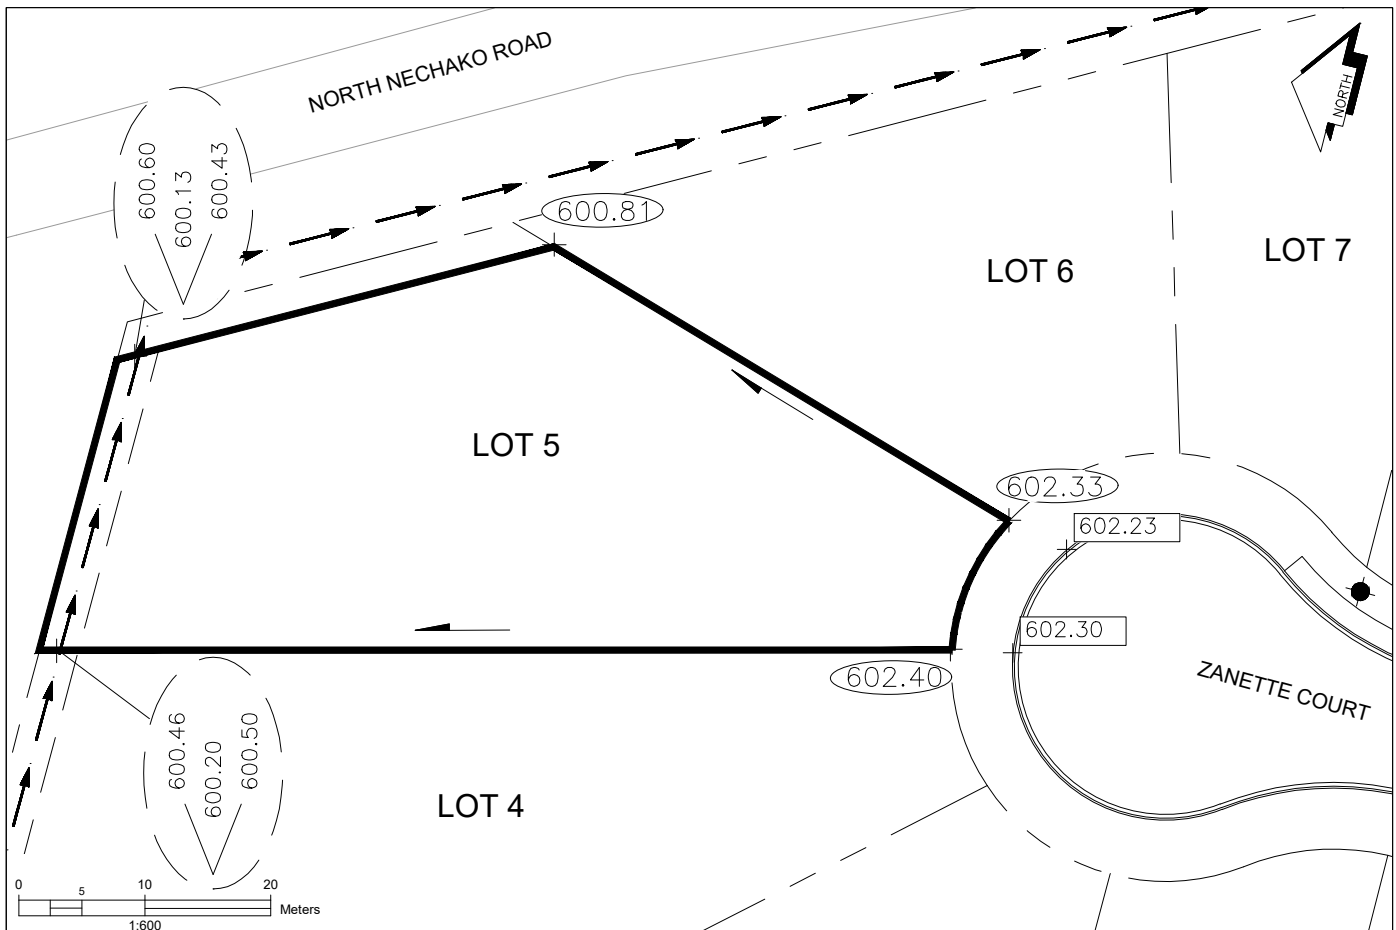 NORTH NECHAKO ROAD
NORTH
600.60
600.13
600.43
600.81
LOT 6
LOT 7
LOT 5
602.33
602.23
602.30
602.40
ZANETTE COURT
600.46
600.20
600.50
LOT 4
0 5 10 20
Meters
1:600